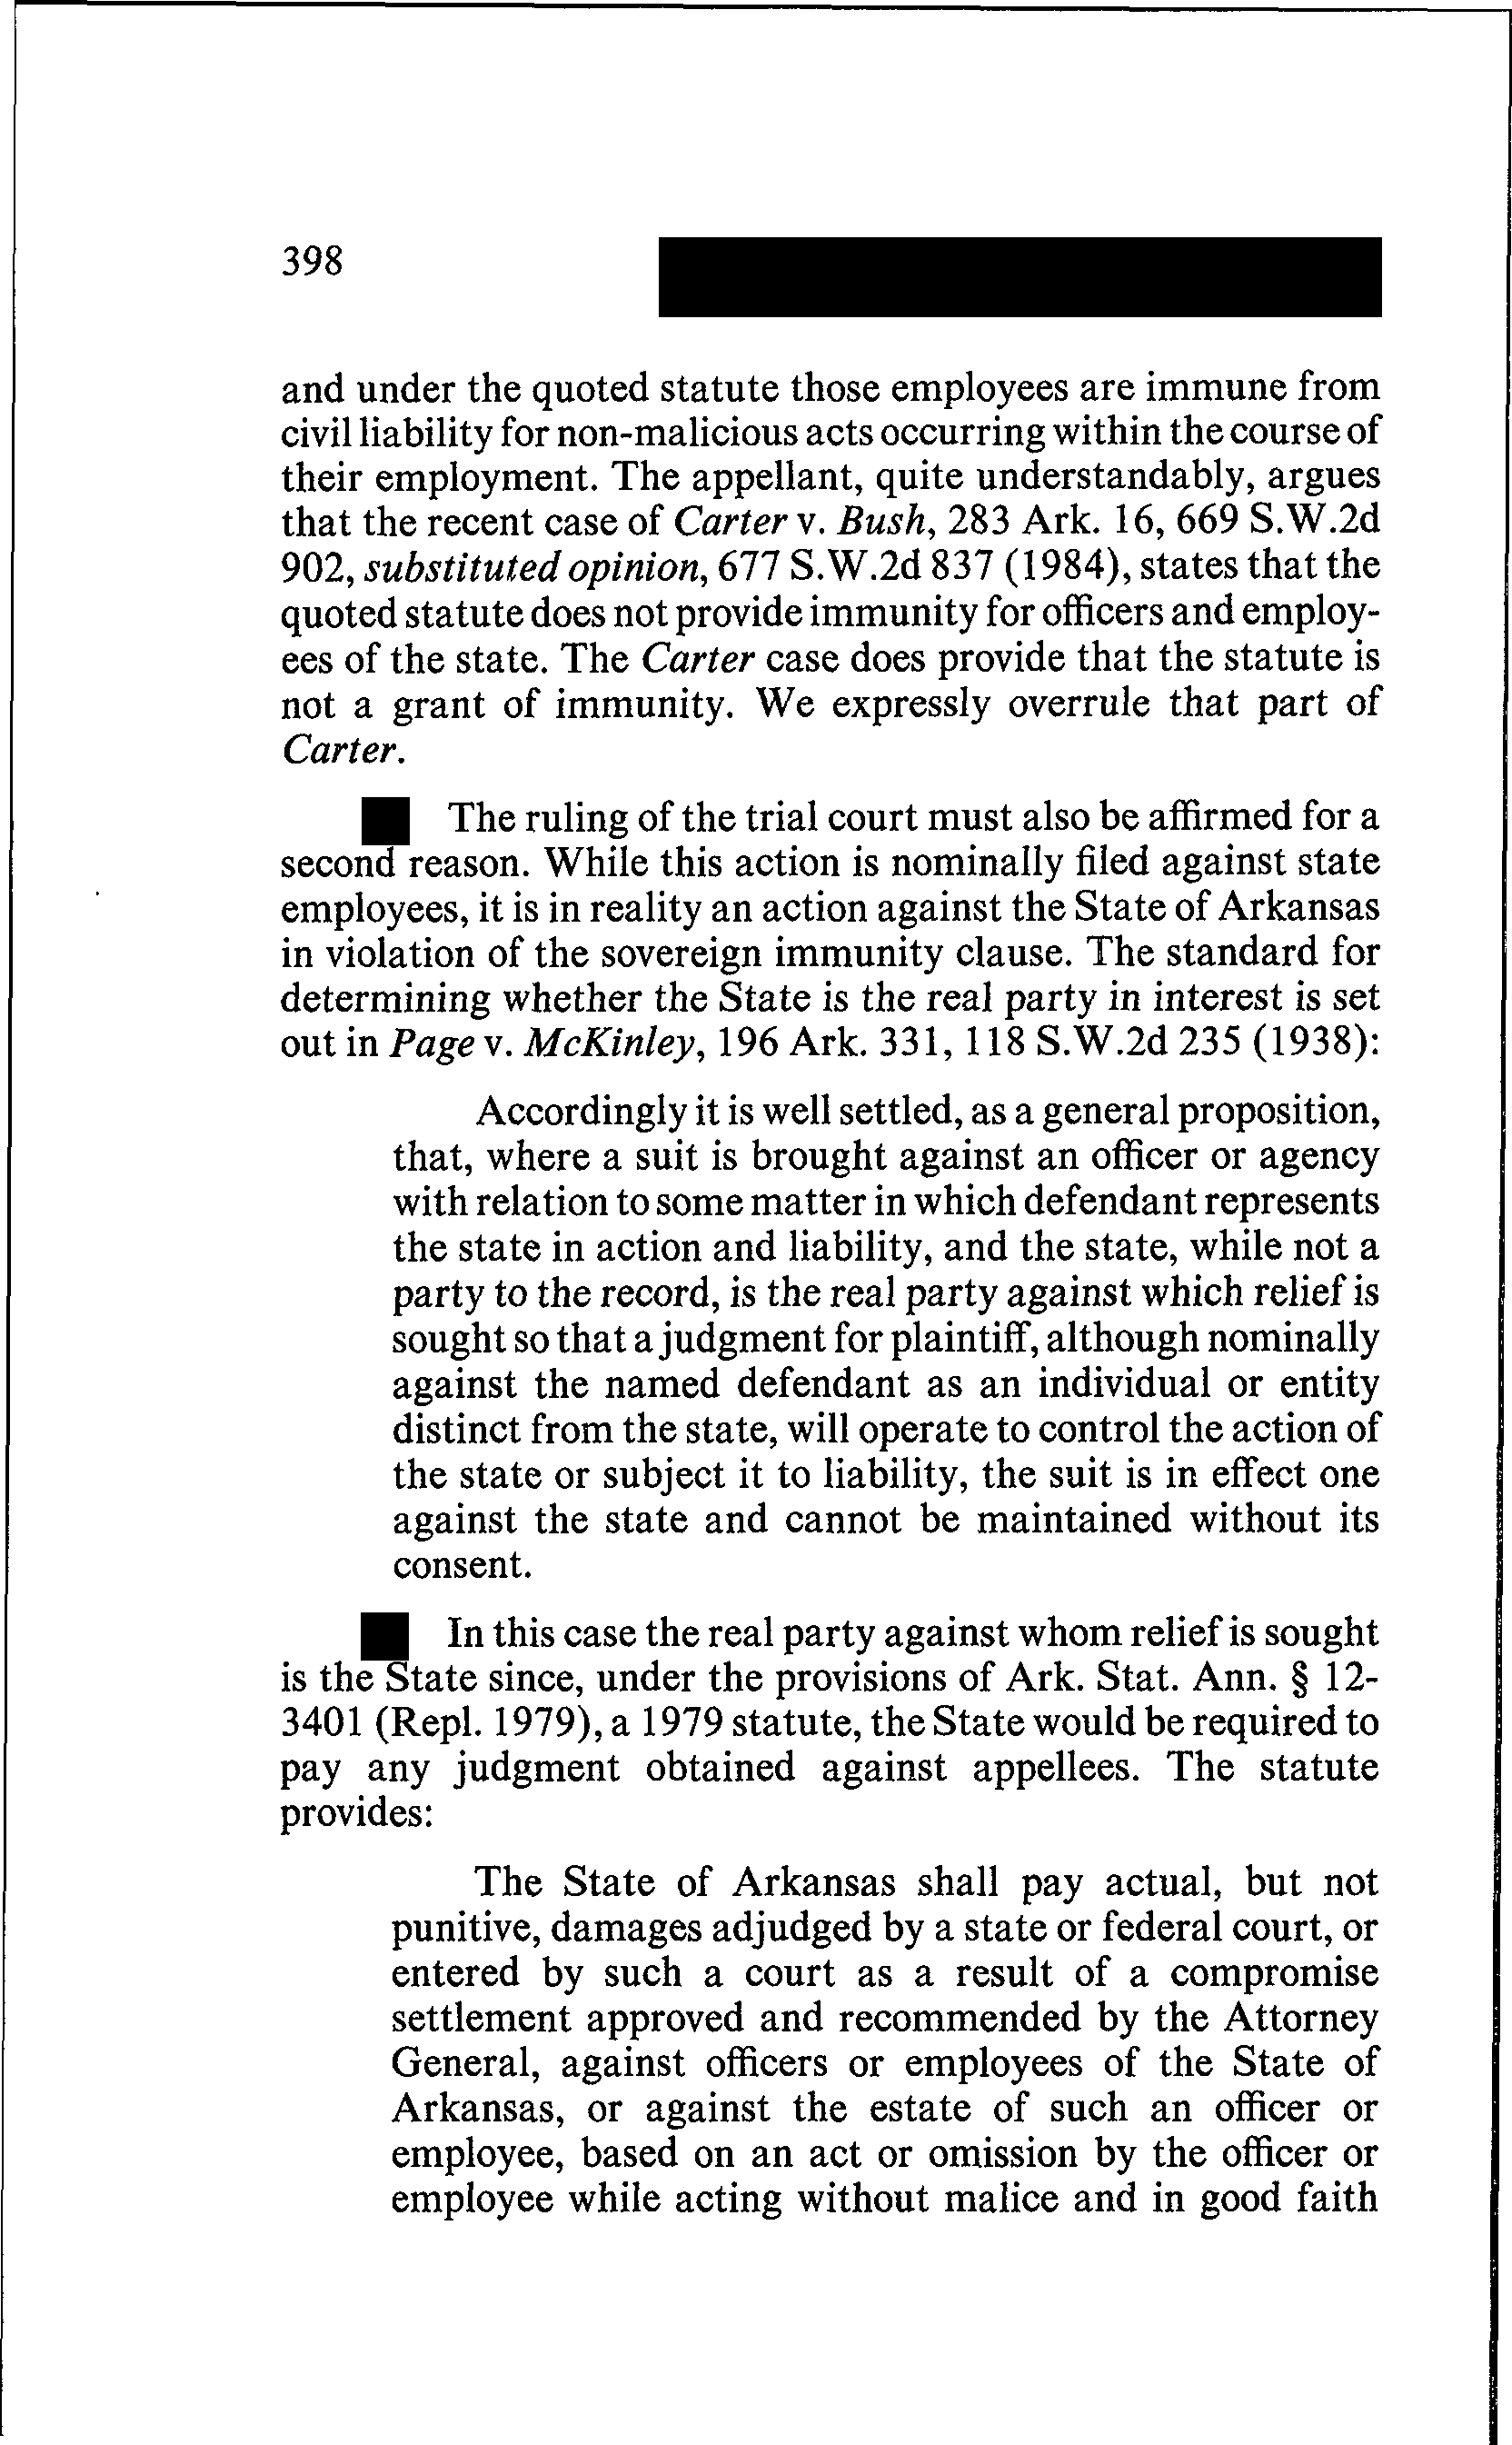 398
and under the quoted statute those employees are immune from
civil liability for non-malicious acts occurring within the course of
their employment. The appellant, quite understandably, argues
that the recent case of Carter v. Bush, 283 Ark. 16, 669 S.W.2d
902, substituted opinion, 677 S.W.2d 837 (1984), states that the
quoted statute does not provide immunity for officers and employ-
ees of the state. The Carter case does provide that the statute is
not a grant of immunity. We expressly overrule that part of
Carter.
The ruling of the trial court must also be affirmed for a
second reason. While this action is nominally filed against state
employees, it is in reality an action against the State of Arkansas
in violation of the sovereign immunity clause. The standard for
determining whether the State is the real party in interest is set
out in Page v. McKinley, 196 Ark. 331, 118 S.W.2d 235 (1938):
Accordingly it is well settled, as a general proposition,
that, where a suit is brought against an officer or agency
with relation to some matter in which defendant represents
the state in action and liability, and the state, while not a
party to the record, is the real party against which relief is
sought so that a judgment for plaintiff, although nominally
against the named defendant as an individual or entity
distinct from the state, will operate to control the action of
the state or subject it to liability, the suit is in effect one
against the state and cannot be maintained without its
consent.
In this case the real party against whom relief is sought
is the State since, under the provisions of Ark. Stat. Ann. § 12-
3401 (Repl. 1979), a 1979 statute, the State would be required to
pay any judgment obtained against appellees. The statute
provides:
The State of Arkansas shall pay actual, but not
punitive, damages adjudged by a state or federal court, or
entered by such a court as a result of a compromise
settlement approved and recommended by the Attorney
General, against officers or employees of the State of
Arkansas, or against the estate of such an officer or
employee, based on an act or omission by the officer or
employee while acting without malice and in good faith